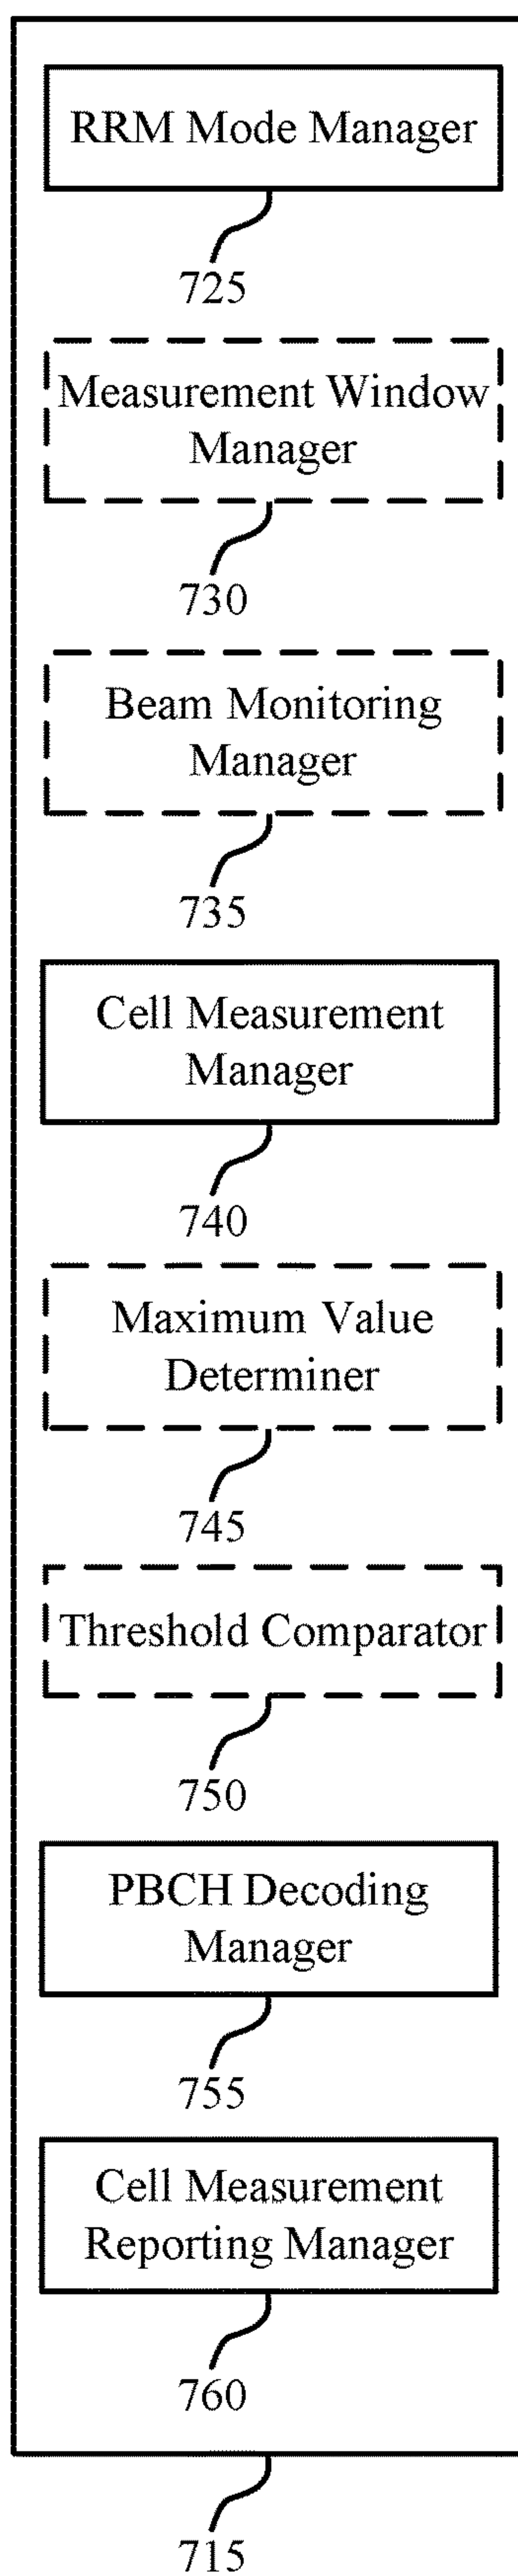 RRM Mode Manager
725
Measurement Window
Manager
730
Beam Monitoring
Manager
735
Cell Measurement
Manager
740
Maximum Value
Determiner
745
Threshold Comparator
750
PBCH Decoding
Manager
755
Cell Measurement
Reporting Manager
760
715